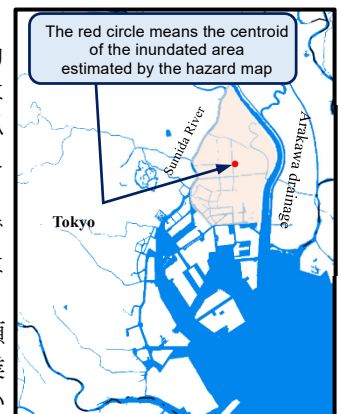 The red circle means the centroid
of the inundated area
estimated by the hazard map
Sumida River
Arakawa drainage
Tokyo